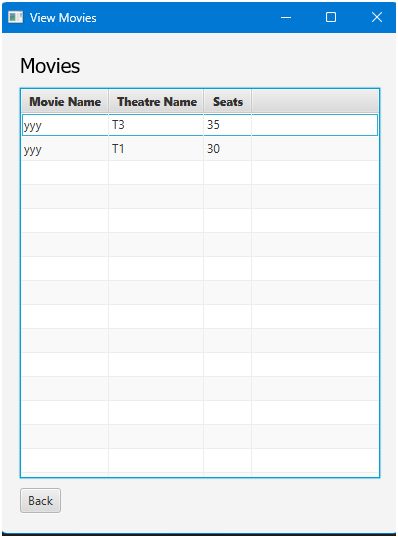 View Movies
Movies
Movie Name Theatre Name Seats
yyy T3 35
yyy T1 30
Back